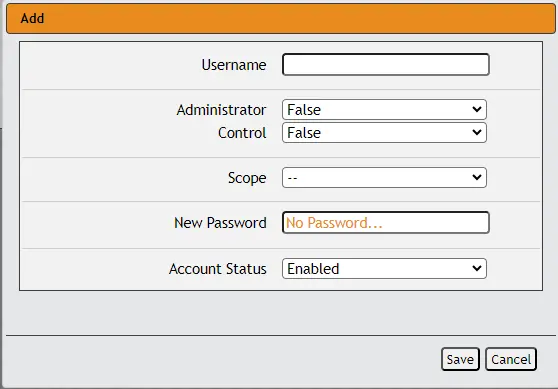 Add
Username
Administrator False
Control False
Scope --
New Password No Password...
Account Status Enabled
Save Cancel